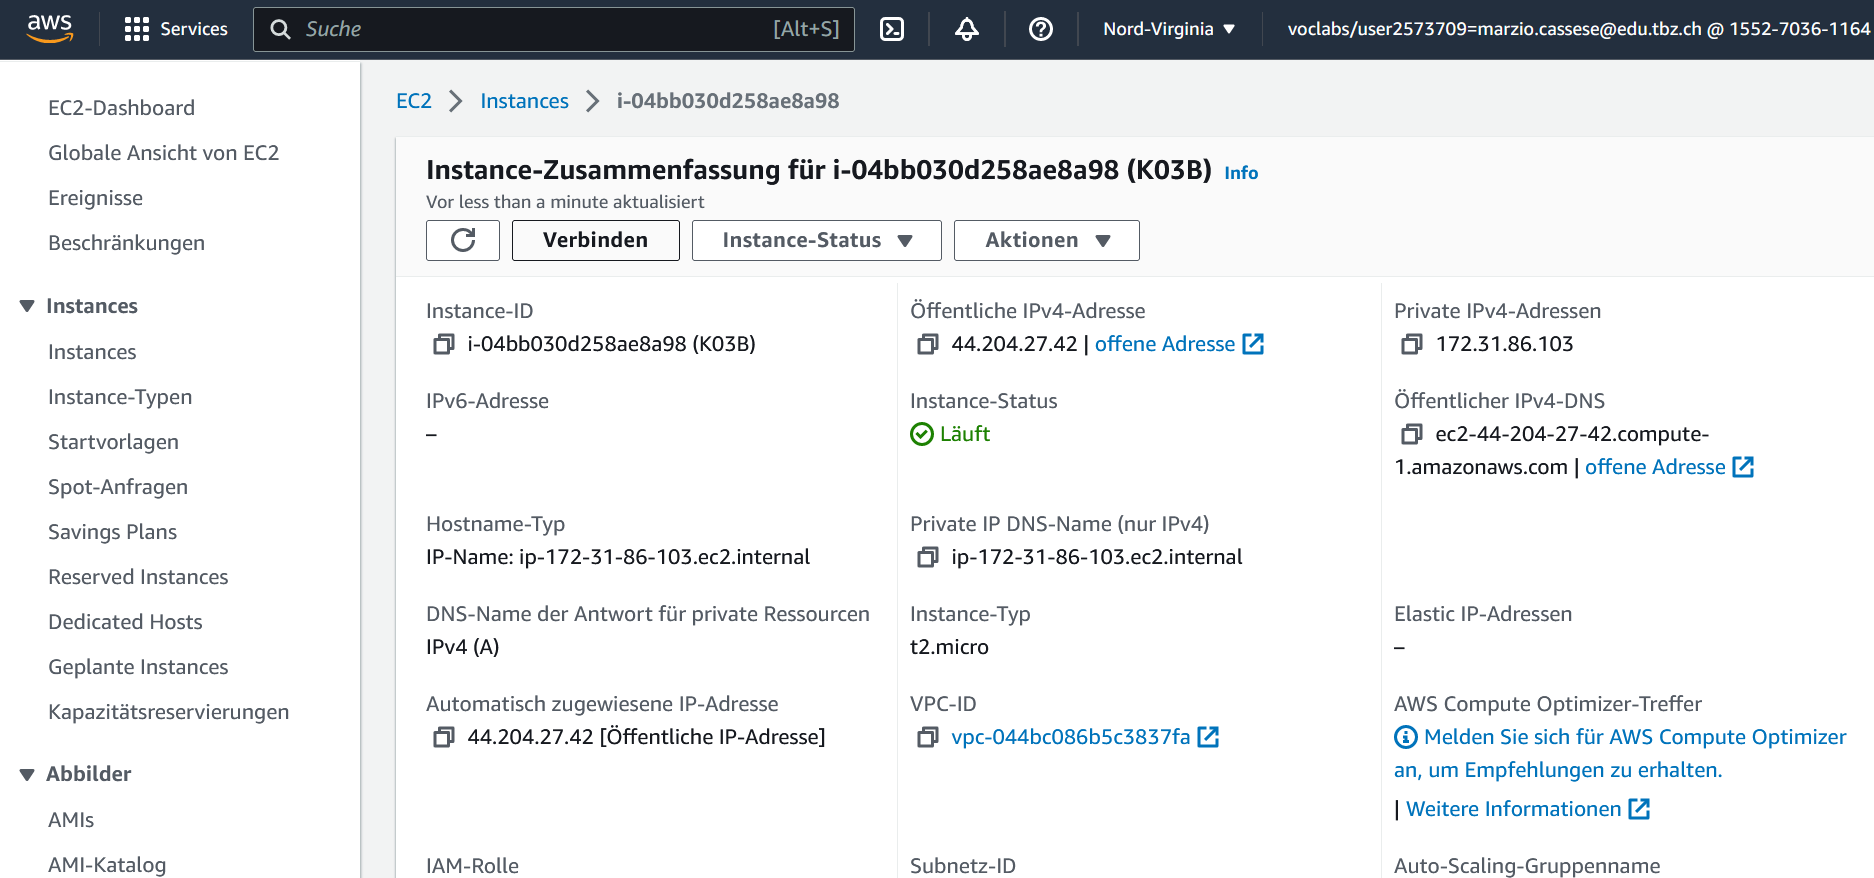 aws
Services
Suche
[Alt+S]
Nord-Virginia
voclabs/user2573709=marzio.cassese@edu.tbz.ch @ 1552-7036-1164
EC2-Dashboard
Globale Ansicht von EC2
Ereignisse
Beschränkungen
Instances
Instances
Instance-Typen
Startvorlagen
Spot-Anfragen
Savings Plans
Reserved Instances
Dedicated Hosts
Geplante Instances
Kapazitätsreservierungen
Abbilder
AMIs
AMI-Katalog
EC2 > Instances > i-04bb030d258ae8a98
Instance-Zusammenfassung für i-04bb030d258ae8a98 (K03B) Info
Vor less than a minute aktualisiert
Verbinden
Instance-Status
Aktionen
Instance-ID
i-04bb030d258ae8a98 (K03B)
Öffentliche IPv4-Adresse
44.204.27.42 | offene Adresse
Private IPv4-Adressen
172.31.86.103
IPv6-Adresse
–
Instance-Status
Läuft
Öffentlicher IPv4-DNS
ec2-44-204-27-42.compute-
1.amazonaws.com | offene Adresse
Hostname-Typ
IP-Name: ip-172-31-86-103.ec2.internal
Private IP DNS-Name (nur IPv4)
ip-172-31-86-103.ec2.internal
DNS-Name der Antwort für private Ressourcen
IPv4 (A)
Instance-Typ
t2.micro
Elastic IP-Adressen
–
Automatisch zugewiesene IP-Adresse
44.204.27.42 [Öffentliche IP-Adresse]
VPC-ID
vpc-044bc086b5c3837fa
AWS Compute Optimizer-Treffer
Melden Sie sich für AWS Compute Optimizer
an, um Empfehlungen zu erhalten.
| Weitere Informationen
IAM-Rolle
Subnetz-ID
Auto-Scaling-Gruppenname